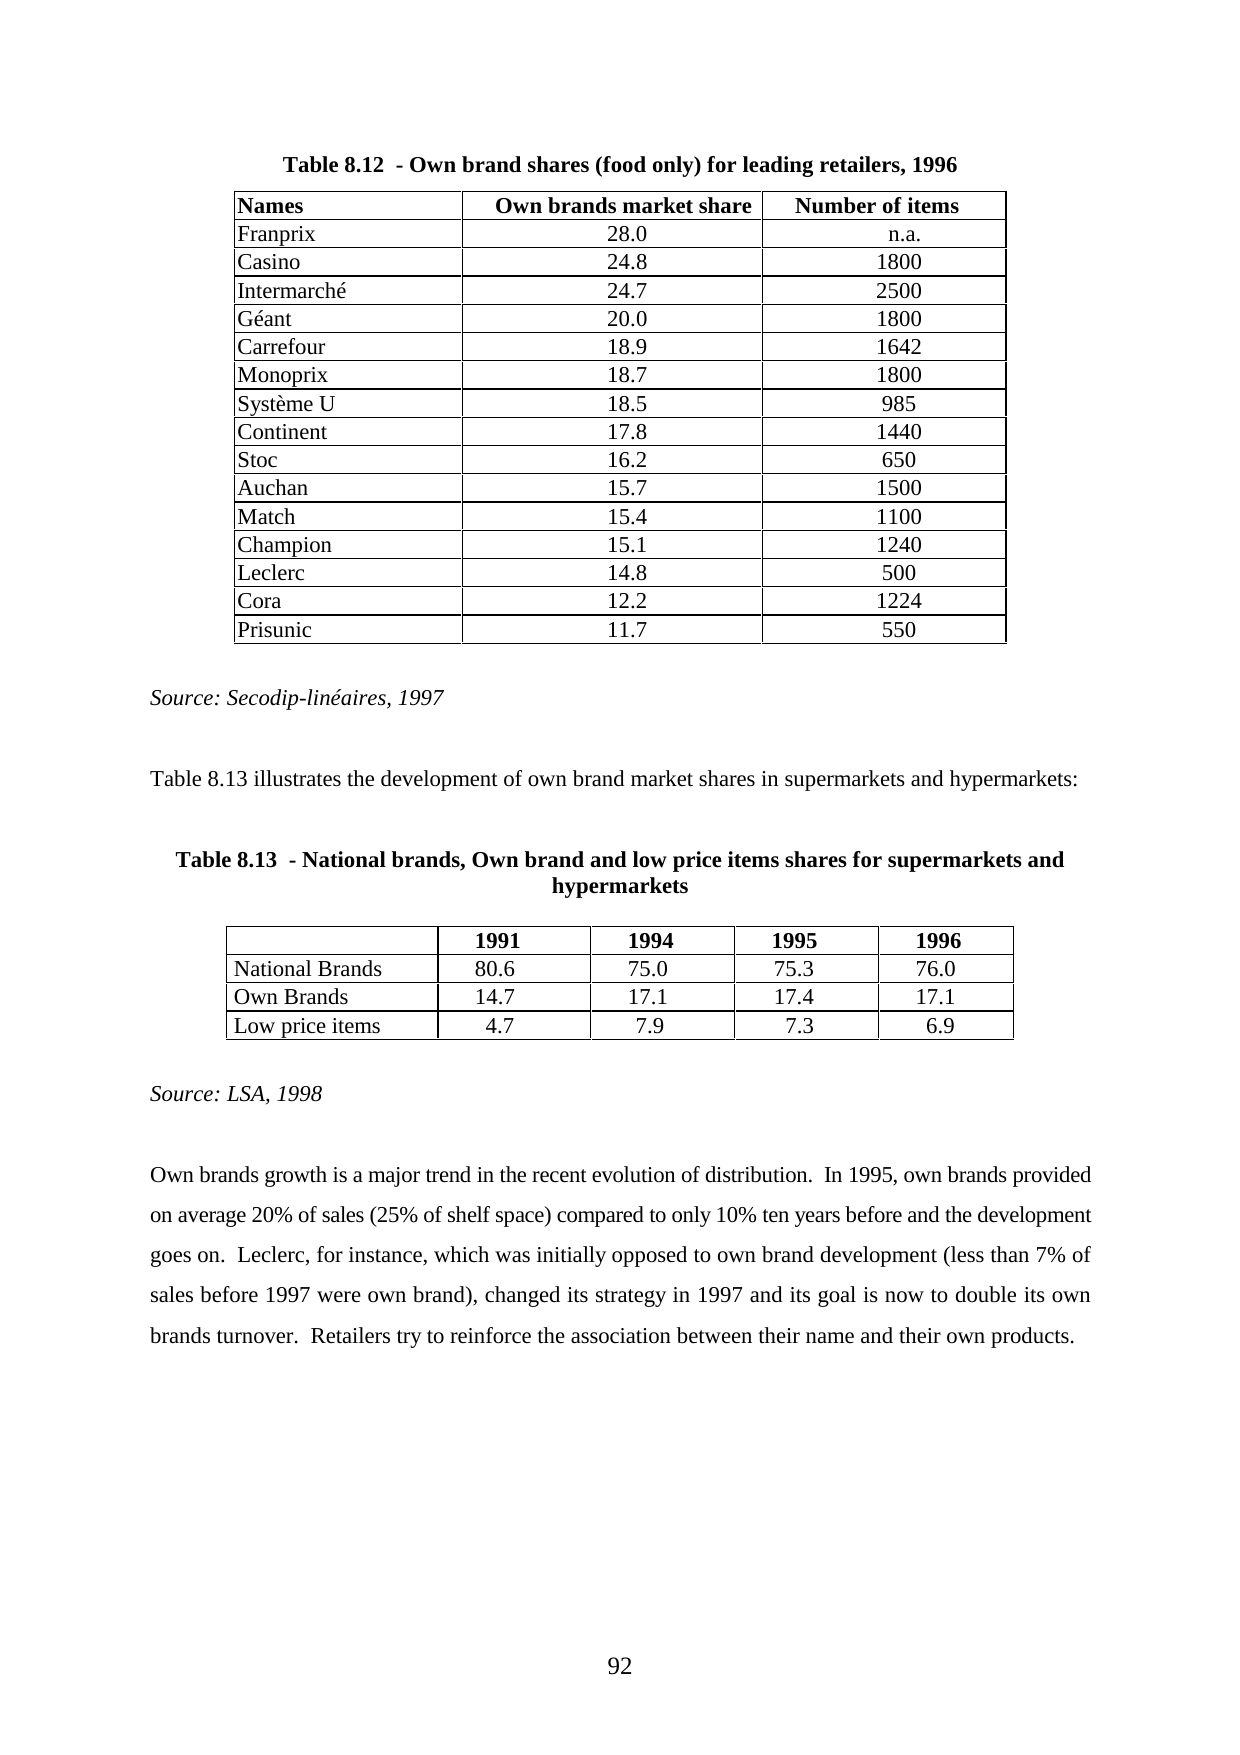 Table 8.12  - Own brand shares (food only) for leading retailers, 1996
Names Own brands market share Number of items
Franprix 28.0 n.a.
Casino 24.8 1800
Intermarché 24.7 2500
Géant 20.0 1800
Carrefour 18.9 1642
Monoprix 18.7 1800
Système U 18.5 985
Continent 17.8 1440
Stoc 16.2 650
Auchan 15.7 1500
Match 15.4 1100
Champion 15.1 1240
Leclerc 14.8 500
Cora 12.2 1224
Prisunic 11.7 550
Source: Secodip-linéaires, 1997
Table 8.13 illustrates the development of own brand market shares in supermarkets and hypermarkets:
Table 8.13  - National brands, Own brand and low price items shares for supermarkets and
hypermarkets
1991 1994 1995 1996
National Brands 80.6 75.0 75.3 76.0
Own Brands 14.7 17.1 17.4 17.1
Low price items 4.7 7.9 7.3 6.9
Source: LSA, 1998
Own brands growth is a major trend in the recent evolution of distribution.  In 1995, own brands provided
on average 20% of sales (25% of shelf space) compared to only 10% ten years before and the development
goes on.  Leclerc, for instance, which was initially opposed to own brand development (less than 7% of
sales before 1997 were own brand), changed its strategy in 1997 and its goal is now to double its own
brands turnover.  Retailers try to reinforce the association between their name and their own products.
92